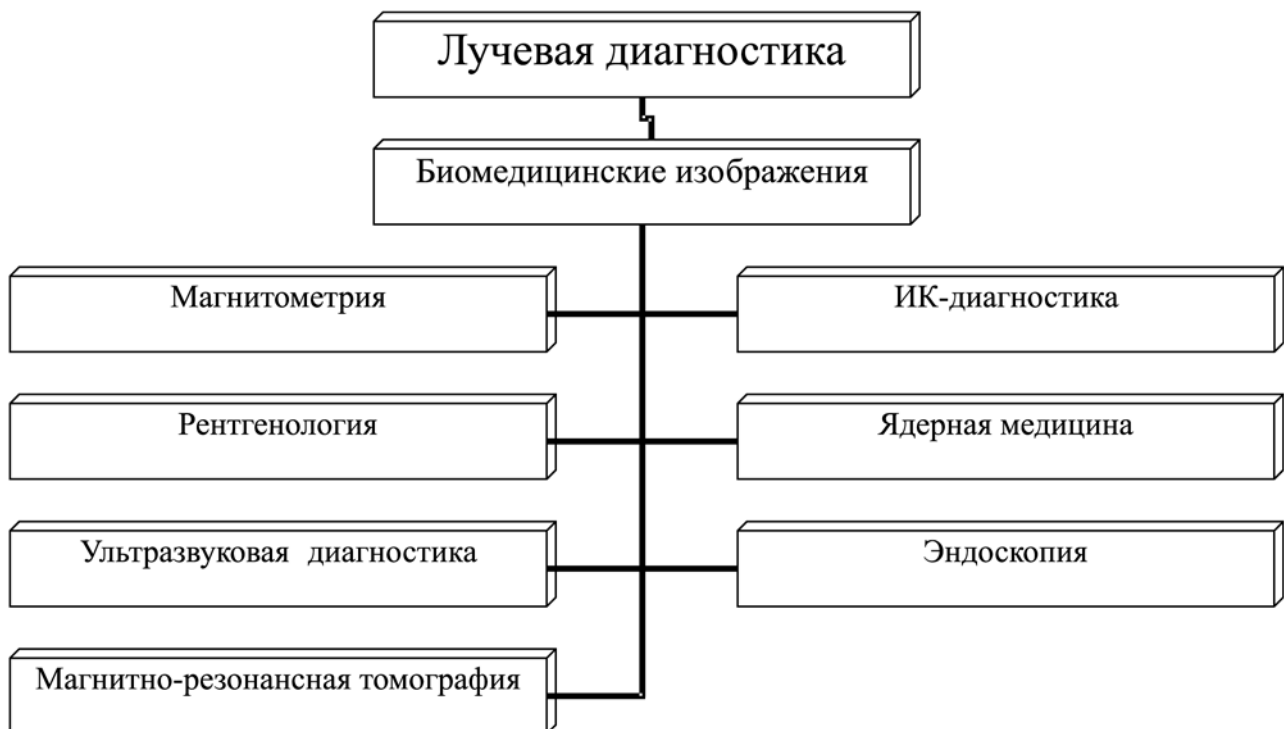 Лучевая диагностика
Биомедицинские изображения
Магнитометрия
ИК-диагностика
Рентгенология
Ядерная медицина
Ультразвуковая диагностика
Эндоскопия
Магнитно-резонансная томография